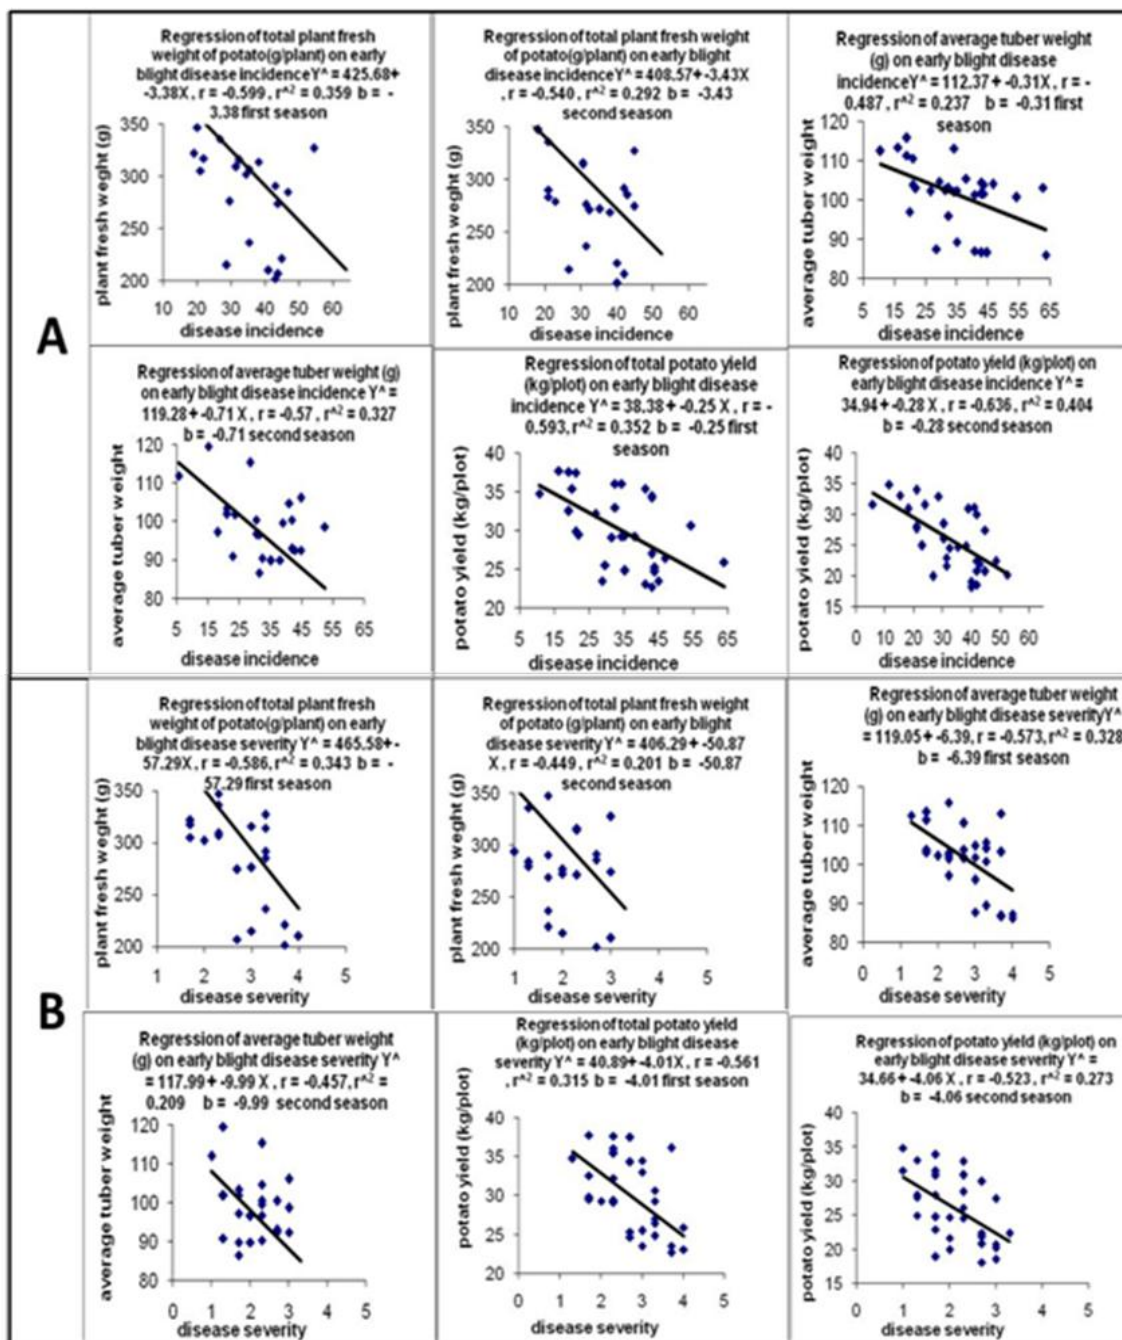 A
Regression of total plant fresh
weight of potato(g/plant) on early
blight disease incidenceY^ = 425.68+
-3.38X, r = -0.599, r^2 = 0.359 b = -
3.38 first season
plant fresh weght (g)
350
300
250
200
10 20 30 40 50 60
disease incidence
Regression of total plant fresh weight
of potato(g/plant) on early blight
disease incidenceY^ = 408.57+-3.43X
, r = -0.540, r^2 = 0.292 b = -3.43
second season
plant fresh weght (g)
350
300
250
200
10 20 30 40 50 60
disease incidence
Regression of average tuber weight
(g) on early blight disease
incidenceY^ = 112.37 + -0.31X, r = -
0.487, r^2 = 0.237 b = -0.31 first
season
average tuber weight
120
110
100
90
80
5 15 25 35 45 55 65
disease incidence
Regression of average tuber weight (g)
on early blight disease incidence Y^ =
119.28+ -0.71 X, r = -0.57 , r^2 = 0.327
b = -0.71 second season
average tuber weight
120
110
100
90
80
5 15 25 35 45 55 65
disease incidence
Regression of total potato yield
(kg/plot) on early blight disease
incidence Y^ = 38.38 + -0.25 X , r = -
0.593, r^2 = 0.352 b = -0.25 first
season
potato yield (kg/plot)
40
35
30
25
20
5 15 25 35 45 55 65
disease incidence
Regression of potato yield (kg/plot) on
early blight disease incidence Y^ =
34.94+ -0.28 X , r = -0.636, r^2 = 0.404
b = -0.28 second season
potato yield (kg/plot)
40
35
30
25
20
15
0 10 20 30 40 50 60
disease incidence
B
Regression of total plant fresh
weight of potato(g/plant) on early
blight disease severity Y^ = 465.58+-
57.29X, r = -0.586, r^2 = 0.343 b = -
57.29 first season
plant fresh weght (g)
350
300
250
200
1 2 3 4 5
disease severity
Regression of total plant fresh weight
of potato (g/plant) on early blight
disease severity Y^ = 406.29+ -50.87
X , r = -0.449, r^2 = 0.201 b = -50.87
second season
plant fresh weght (g)
350
300
250
200
1 2 3 4 5
disease severity
Regression of average tuber weight
(g) on early blight disease severityY^
= 119.05+ -6.39, r = -0.573, r^2 = 0.328
b = -6.39 first season
average tuber weight
120
110
100
90
80
0 1 2 3 4 5
disease severity
Regression of average tuber weight
(g) on early blight disease severity Y^
= 117.99+ -9.99 X , r = -0.457, r^2 =
0.209 b = -9.99 second season
average tuber weight
120
110
100
90
80
0 1 2 3 4 5
disease severity
Regression of total potato yield
(kg/plot) on early blight disease
severity Y^ = 40.89+ -4.01X, r = -0.561
, r^2 = 0.315 b = -4.01 first season
potato yield (kg/plot)
40
35
30
25
20
0 1 2 3 4 5
disease severity
Regression of potato yield (kg/plot) on
early blight disease severity Y^ =
34.66+ -4.06 X , r = -0.523, r^2 = 0.273
b = -4.06 second season
potato yield (kg/plot)
40
35
30
25
20
15
0 1 2 3 4 5
disease severity